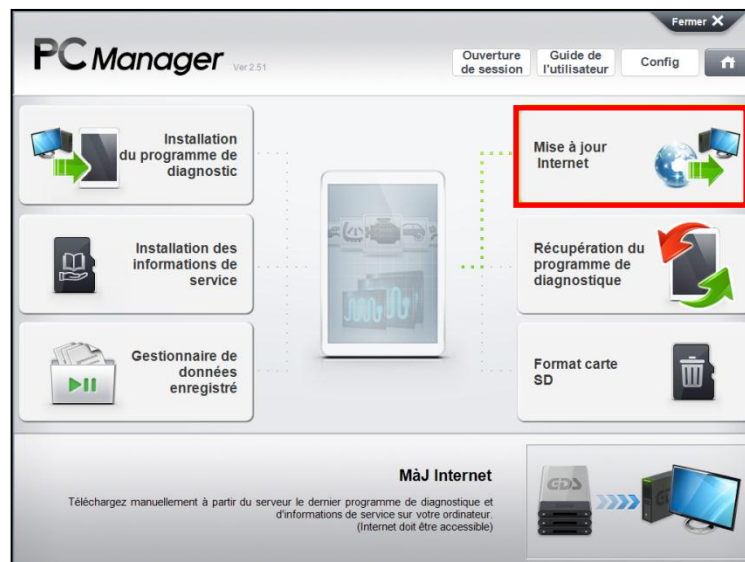 Fermer X
PC Manager Ver 2.51
Ouverture
de session
Guide de
l'utilisateur
Config
Installation
du programme de
diagnostic
Mise à jour
Internet
Installation des
informations de
service
Récupération du
programme de
diagnostique
Gestionnaire de
données
enregistré
Format carte
SD
MàJ Internet
Téléchargez manuellement à partir du serveur le dernier programme de diagnostique et
d'informations de service sur votre ordinateur.
(Internet doit être accessible)
GDS